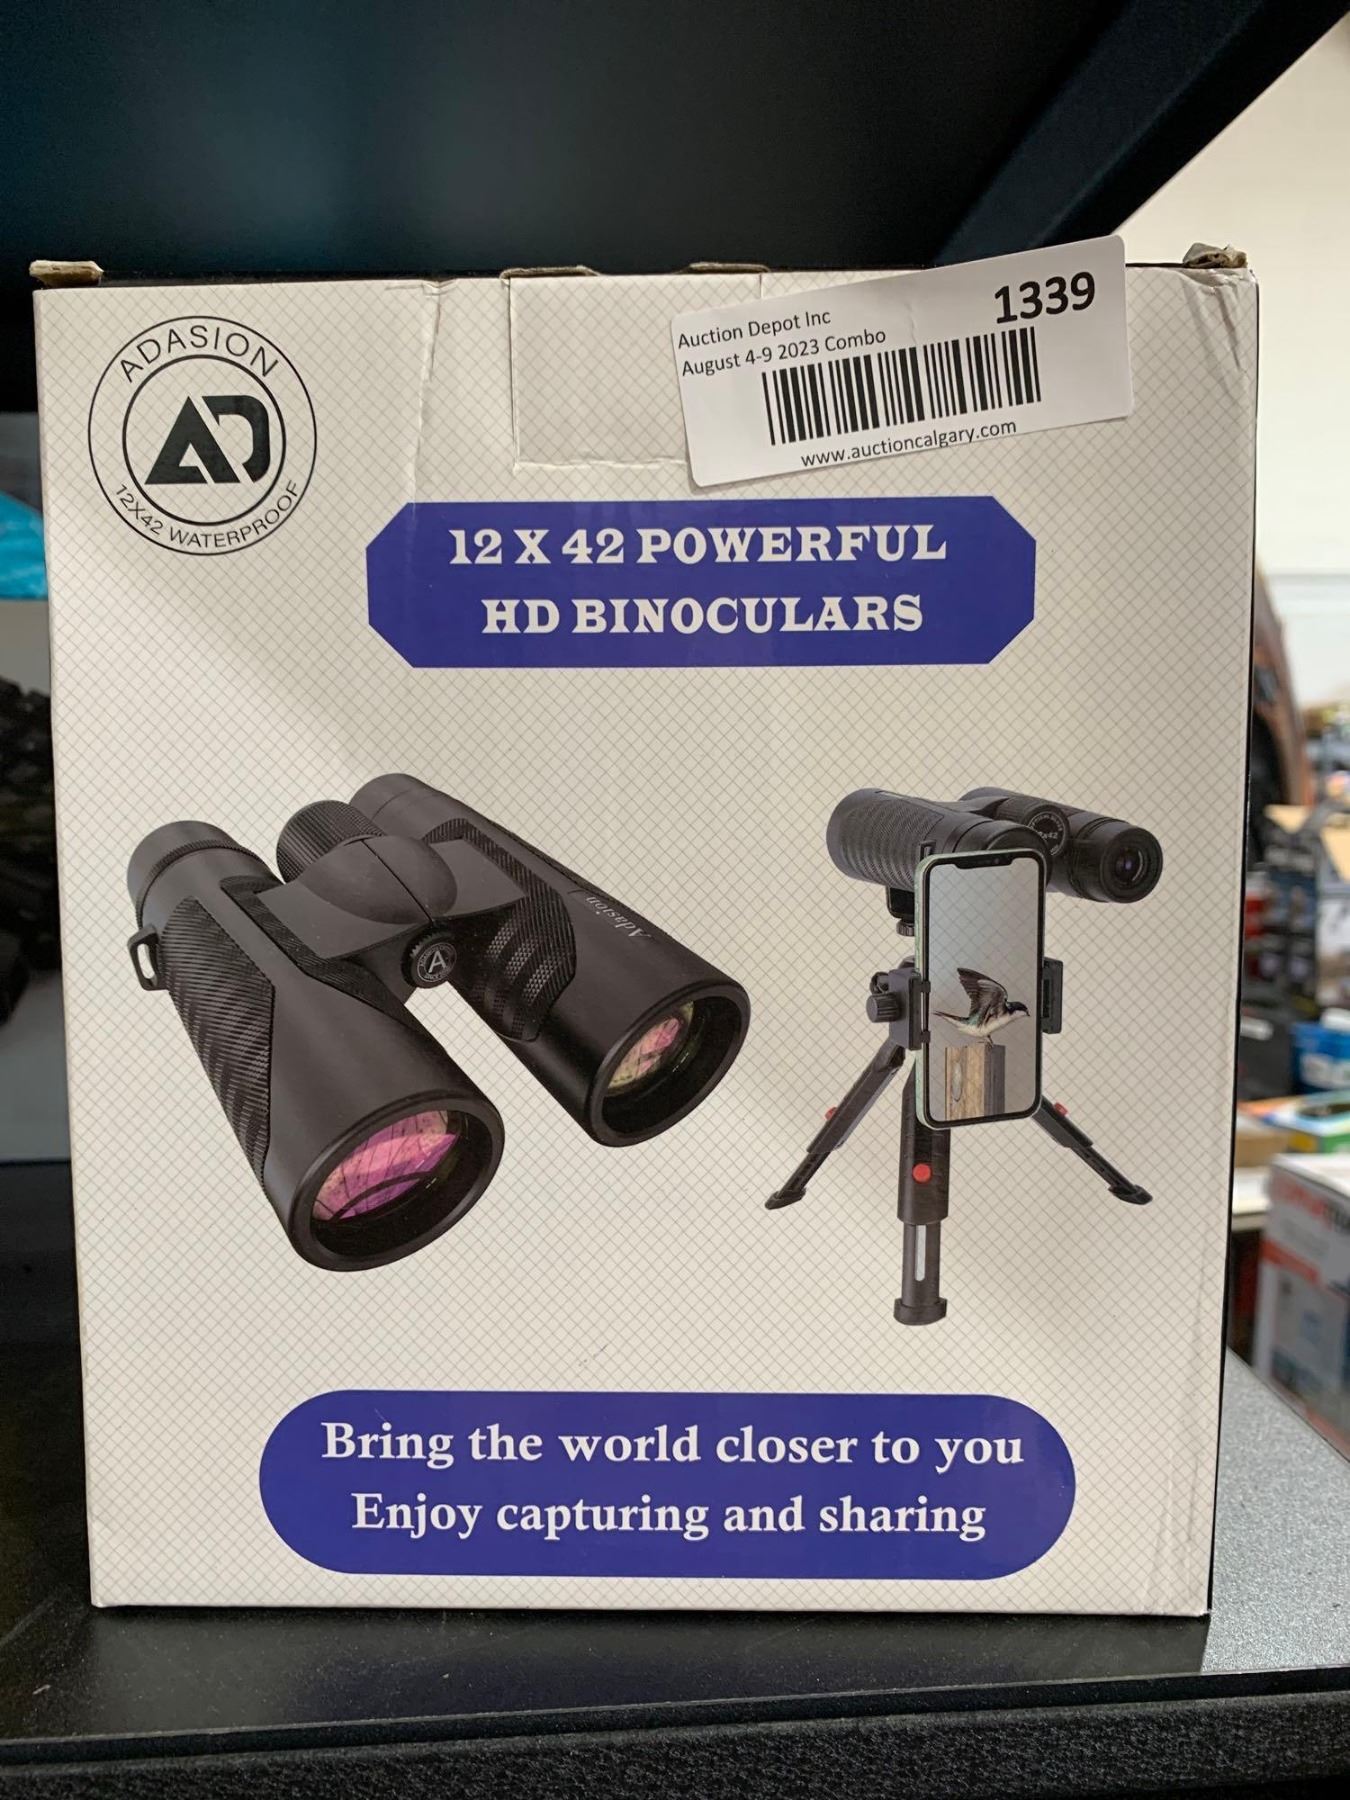 Auction Depot Inc
1339
August 4-9 2023 Combo
www.auctioncalgary.com
ADASION
AD
12X42 WATERPROOF
12 X 42 POWERFUL
HD BINOCULARS
Adasion
A
Bring the world closer to you
Enjoy capturing and sharing